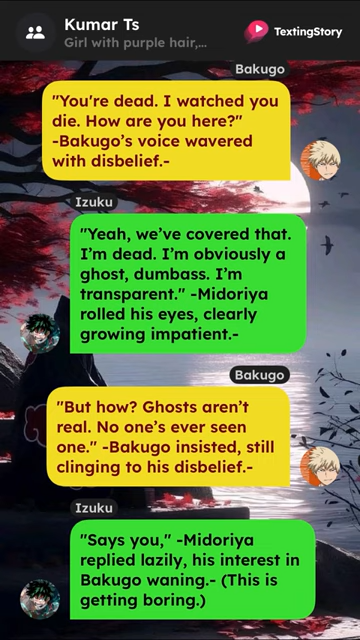 Kumar Ts
Girl with purple hair,...
TextingStory
Bakugo
"You're dead. I watched you
die. How are you here?"
-Bakugo’s voice wavered
with disbelief.-
Izuku
"Yeah, we’ve covered that.
I’m dead. I’m obviously a
ghost, dumbass. I’m
transparent." -Midoriya
rolled his eyes, clearly
growing impatient.-
Bakugo
"But how? Ghosts aren’t
real. No one’s ever seen
one." -Bakugo insisted, still
clinging to his disbelief.-
Izuku
"Says you," -Midoriya
replied lazily, his interest in
Bakugo waning.- (This is
getting boring.)